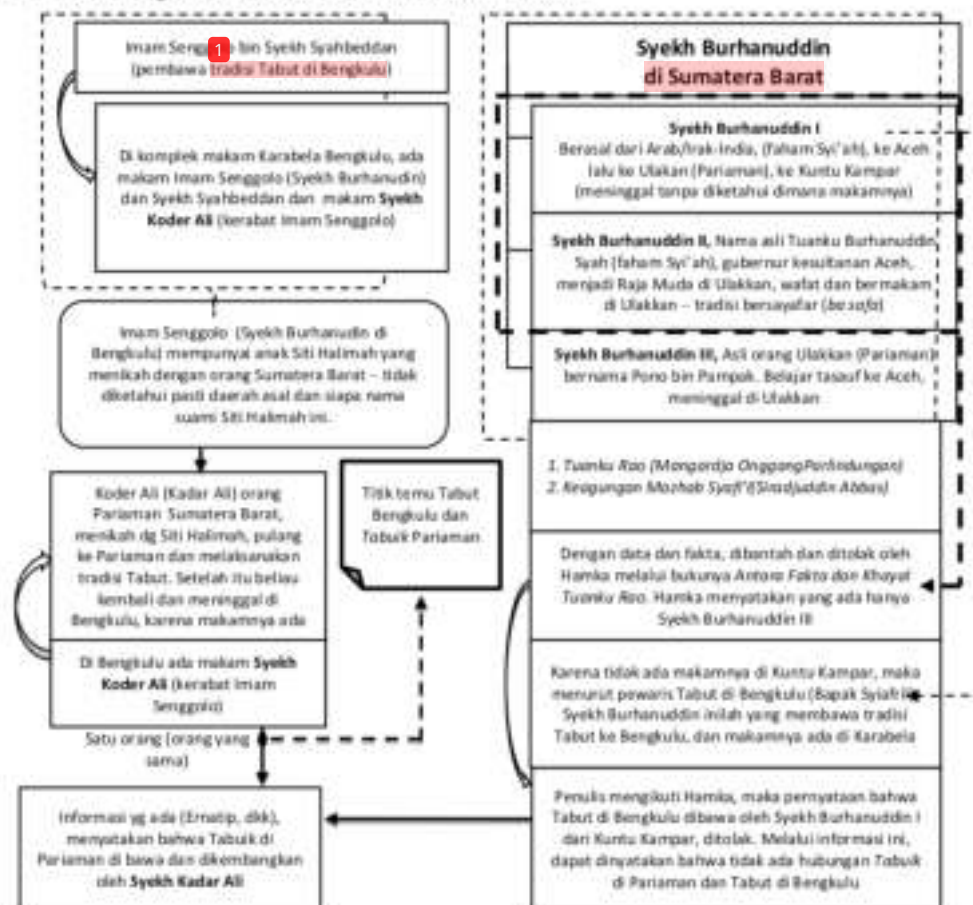 Imam Senggolo bin Syekh Syahbeddan
1
(pembawa tradisi Tabut di Bengkulu)
Di komplek makam Karabela Bengkulu, ada
makam Imam Senggolo (Syekh Burhanudin)
dan Syekh Syahbeddan dan makam Syekh
Koder Ali (kerabat Imam Senggolo)
Imam Senggolo (Syekh Burhanudin di
Bengkulu) mempunyai anak Siti Halimah yang
menikah dengan orang Sumatera Barat – tidak
diketahui pasti daerah asal dan siapa nama
suami Siti Halimah ini.
Koder Ali (Kadar Ali) orang
Pariaman Sumatera Barat,
menikah dg Siti Halimah, pulang
ke Pariaman dan melaksanakan
tradisi Tabut. Setelah itu beliau
kembali dan meninggal di
Bengkulu, karena makamnya ada
Di Bengkulu ada makam Syekh
Koder Ali (kerabat Imam
Senggolo)
Satu orang (orang yang
sama)
Informasi yg ada (Ernatip, dkk),
menyatakan bahwa Tabuik di
Pariaman di bawa dan dikembangkan
oleh Syekh Kadar Ali
Titik temu Tabut
Bengkulu dan
Tabuik Pariaman
Syekh Burhanuddin
di Sumatera Barat
Syekh Burhanuddin I
Berasal dari Arab/Irak-India, (faham Syi'ah), ke Aceh
lalu ke Ulakan (Pariaman), ke Kuntu Kampar
(meninggal tanpa diketahui dimana makamnya)
Syekh Burhanuddin II, Nama asli Tuanku Burhanuddin
Syah (faham Syi'ah), gubernur kesultanan Aceh,
menjadi Raja Muda di Ulakkan, wafat dan bermakam
di Ulakkan – tradisi bersayafar (ba safa)
Syekh Burhanuddin III, Asli orang Ulakkan (Pariaman)
bernama Pono bin Pampak. Belajar tasauf ke Aceh,
meninggal di Ulakkan
1. Tuanku Rao (Mangardja OnggangParlindungan)
2. Keagungan Mazhab Syafi'I(Siradjuddin Abbas)
Dengan data dan fakta, dibantah dan ditolak oleh
Hamka melalui bukunya Antara Fakta dan Khayal
Tuanku Rao. Hamka menyatakan yang ada hanya
Syekh Burhanuddin III
Karena tidak ada makamnya di Kuntu Kampar, maka
menurut pewaris Tabut di Bengkulu (Bapak Syiafril)
Syekh Burhanuddin inilah yang membawa tradisi
Tabut ke Bengkulu, dan makamnya ada di Karabela
Penulis mengikuti Hamka, maka pernyataan bahwa
Tabut di Bengkulu dibawa oleh Syekh Burhanuddin I
dari Kuntu Kampar, ditolak. Melalui informasi ini,
dapat dinyatakan bahwa tidak ada hubungan Tabuik
di Pariaman dan Tabut di Bengkulu